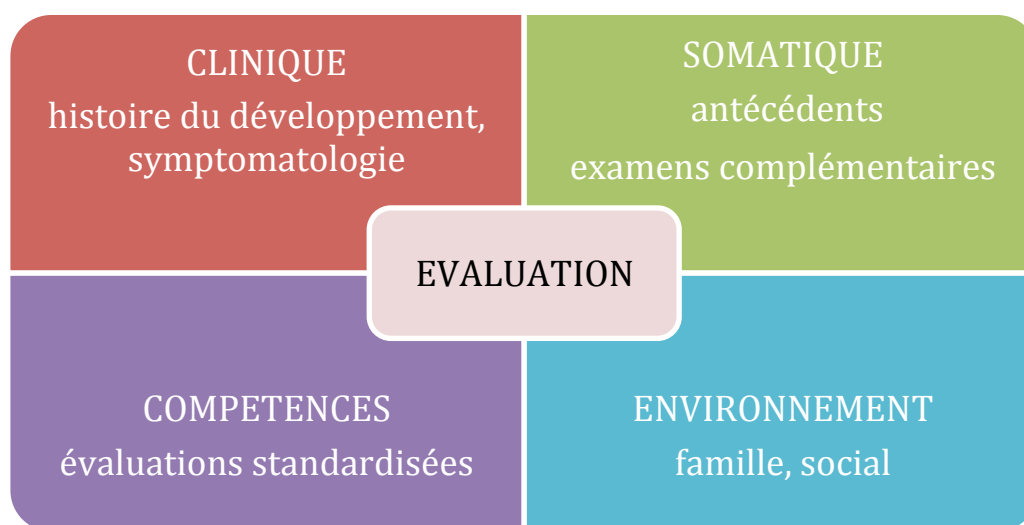 CLINIQUE
histoire du développement,
symptomatologie
SOMATIQUE
antécédents
examens complémentaires
EVALUATION
COMPETENCES
évaluations standardisées
ENVIRONNEMENT
famille, social